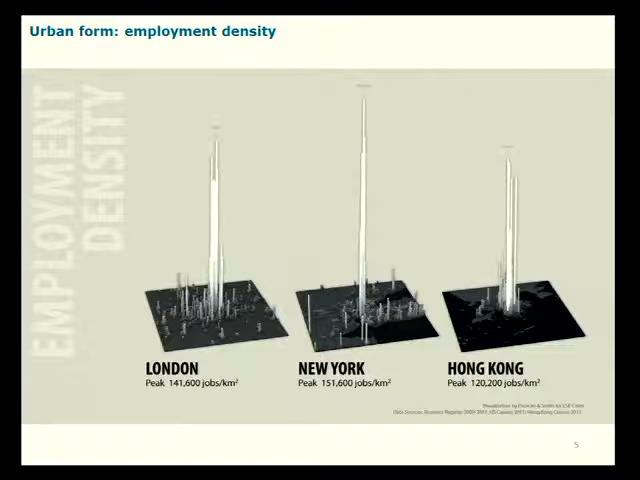 Urban form: employment density
EMPLOYMENT
DENSITY
LONDON
Peak 141,600 jobs/km²
NEW YORK
Peak 151,600 jobs/km²
HONG KONG
Peak 120,200 jobs/km²
5